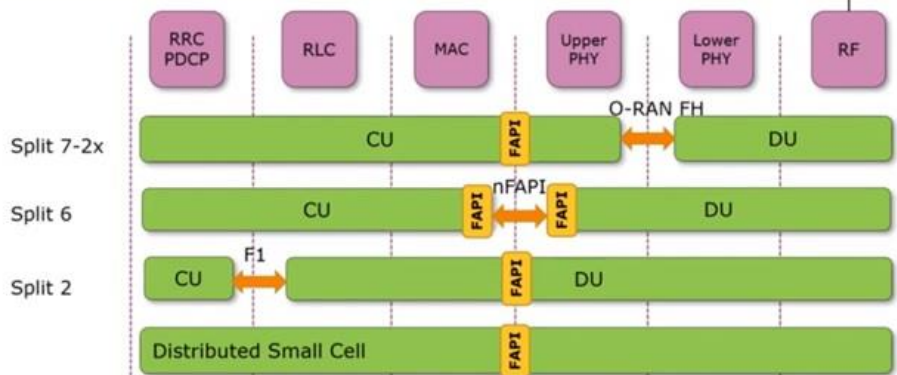 RRC
PDCP
RLC
MAC
Upper
PHY
Lower
PHY
RF
O-RAN FH
Split 7-2x
CU
FAPI
DU
nFAPI
Split 6
CU
FAPI
FAPI
DU
F1
Split 2
CU
FAPI
DU
Distributed Small Cell
FAPI